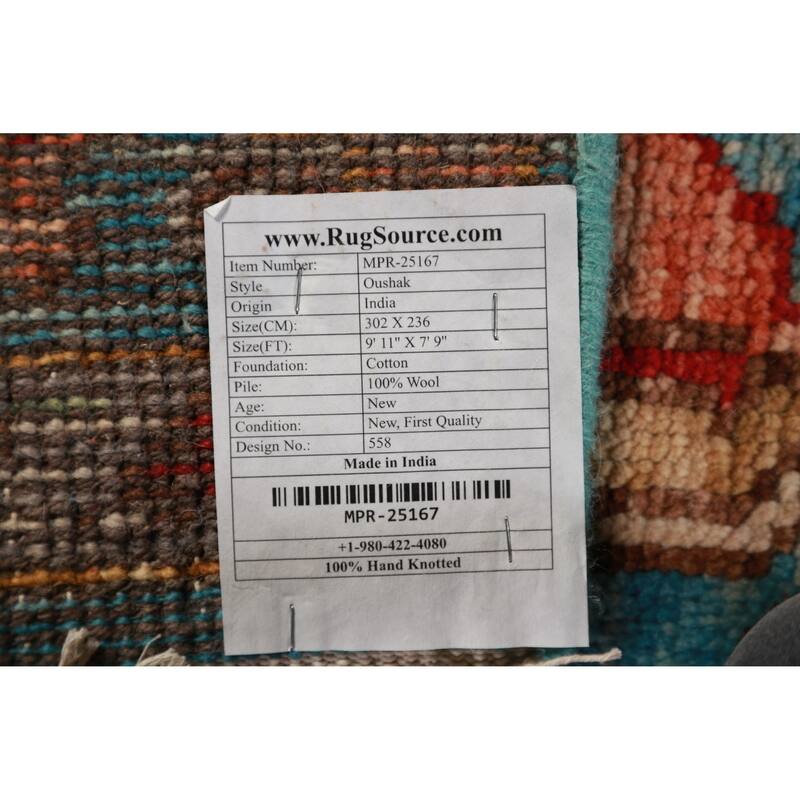 www.RugSource.com
Item Number: MPR-25167
Style Oushak
Origin India
Size(CM): 302 X 236
Size(FT): 9' 11" X 7' 9"
Foundation: Cotton
Pile: 100% Wool
Age: New
Condition: New, First Quality
Design No.: 558
Made in India
MPR-25167
+1-980-422-4080
100% Hand Knotted